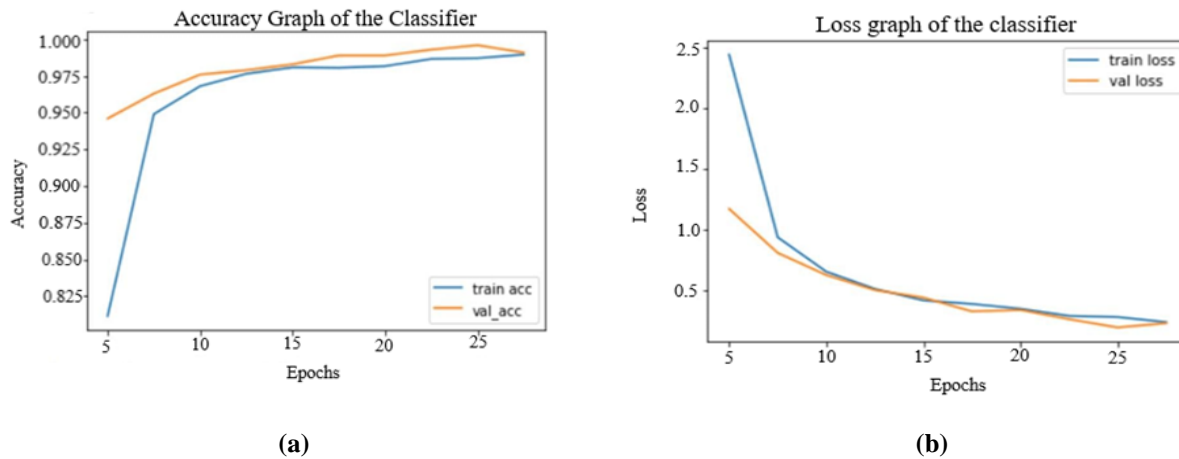 Accuracy Graph of the Classifier
1.000
0.975
0.950
0.925
0.900
0.875
0.850
0.825
Accuracy
train acc
val_acc
5 10 15 20 25
Epochs
(a)
Loss graph of the classifier
2.5
2.0
1.5
1.0
0.5
Loss
train loss
val loss
5 10 15 20 25
Epochs
(b)